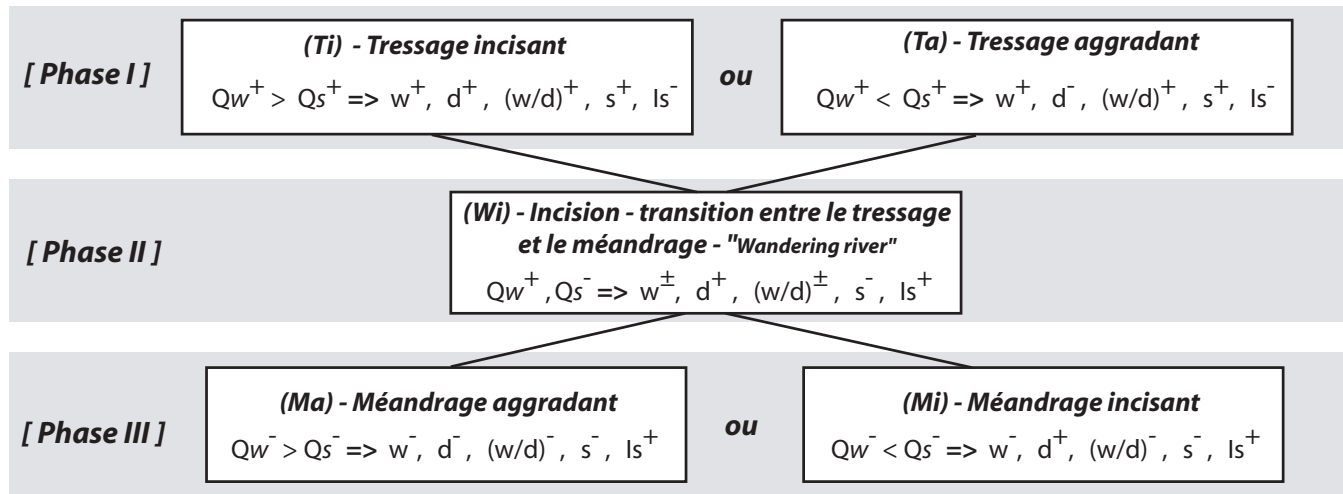 [ Phase I ]
(Ti) - Tressage incisant
Qw⁺ > Qs⁺ => w⁺, d⁺, (w/d)⁺, s⁺, Is⁻
ou
(Ta) - Tressage aggradant
Qw⁺ < Qs⁺ => w⁺, d⁻, (w/d)⁺, s⁺, Is⁻
[ Phase II ]
(Wi) - Incision - transition entre le tressage
et le méandrage - "Wandering river"
Qw⁺, Qs⁻ => w±, d⁺, (w/d)±, s⁻, Is⁺
[ Phase III ]
(Ma) - Méandrage aggradant
Qw⁻ > Qs⁻ => w⁻, d⁻, (w/d)⁻, s⁻, Is⁺
ou
(Mi) - Méandrage incisant
Qw⁻ < Qs⁻ => w⁻, d⁺, (w/d)⁻, s⁻, Is⁺